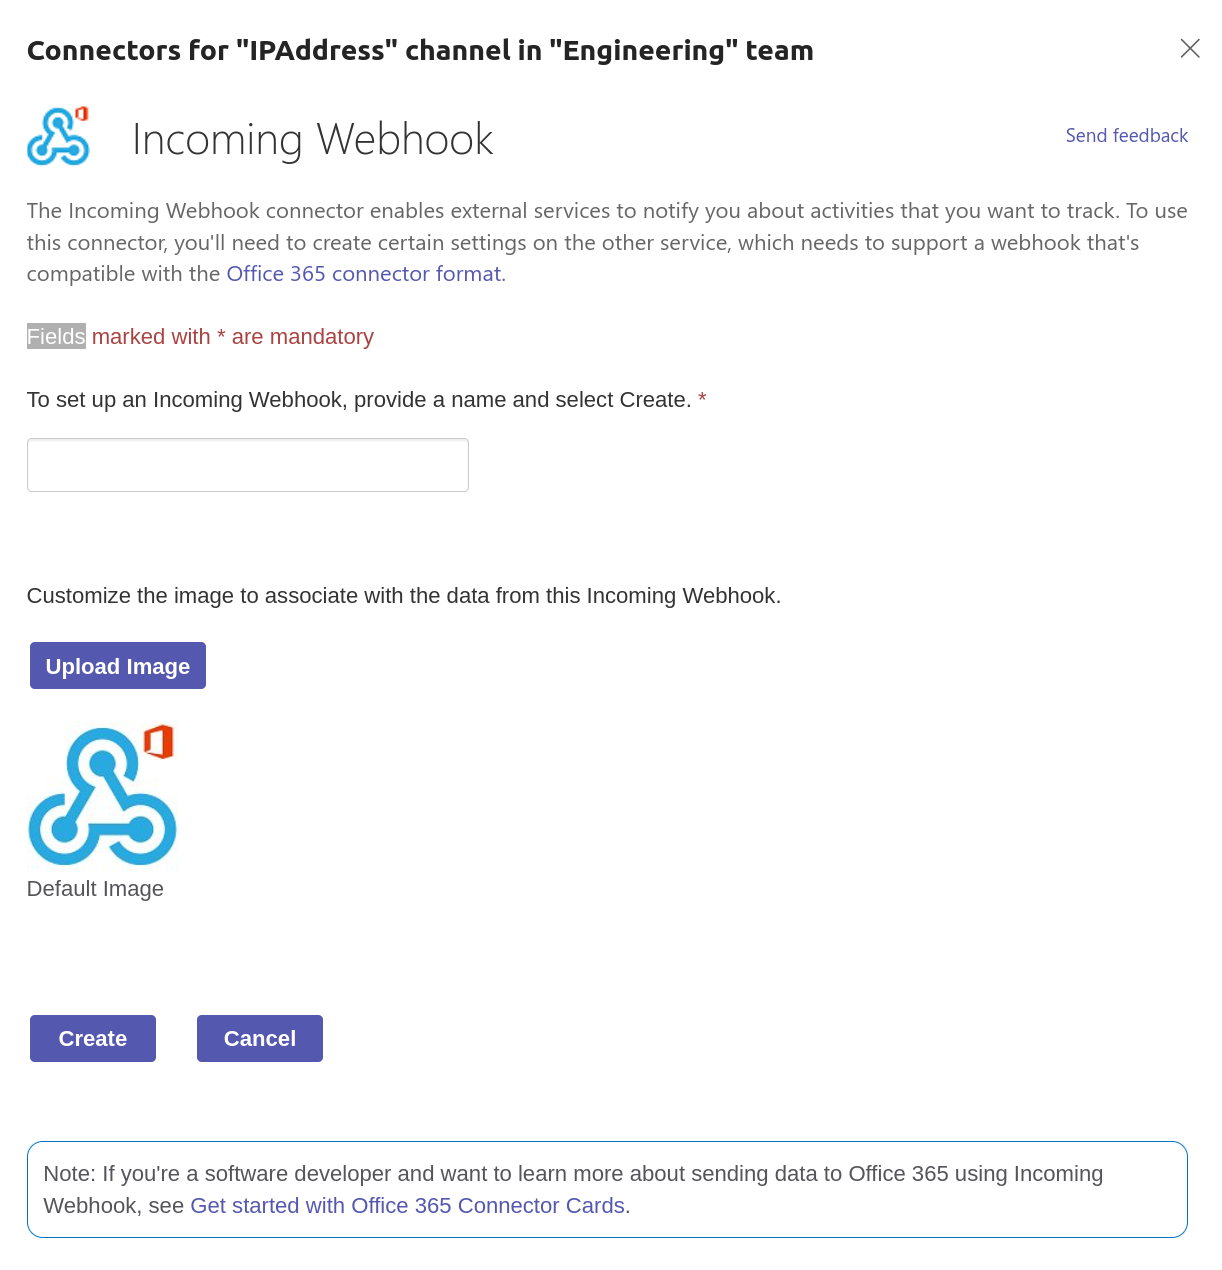 Connectors for "IPAddress" channel in "Engineering" team
Incoming Webhook
Send feedback
The Incoming Webhook connector enables external services to notify you about activities that you want to track. To use
this connector, you'll need to create certain settings on the other service, which needs to support a webhook that's
compatible with the Office 365 connector format.
Fields marked with * are mandatory
To set up an Incoming Webhook, provide a name and select Create. *
Customize the image to associate with the data from this Incoming Webhook.
Upload Image
Default Image
Create
Cancel
Note: If you're a software developer and want to learn more about sending data to Office 365 using Incoming
Webhook, see Get started with Office 365 Connector Cards.